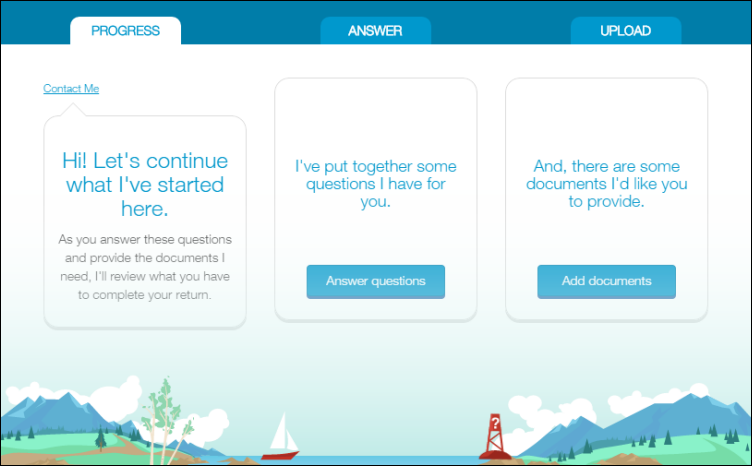 PROGRESS
ANSWER
UPLOAD
Contact Me
Hi! Let's continue
what I've started
here.
As you answer these questions
and provide the documents I
need, I'll review what you have
to complete your return.
I've put together some
questions I have for
you.
Answer questions
And, there are some
documents I'd like you
to provide.
Add documents
?